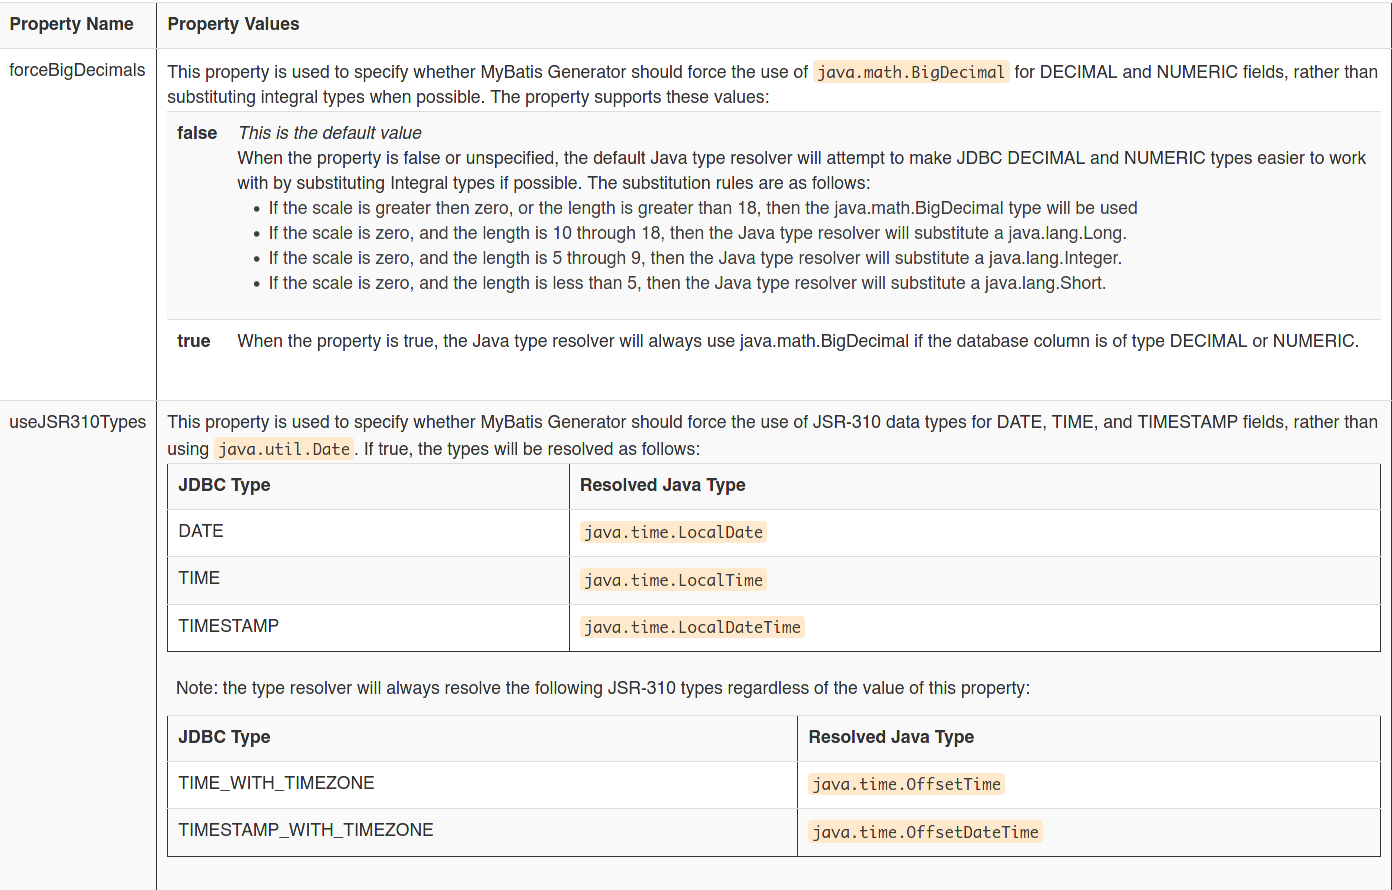 Property Name Property Values
forceBigDecimals This property is used to specify whether MyBatis Generator should force the use of java.math.BigDecimal for DECIMAL and NUMERIC fields, rather than
substituting integral types when possible. The property supports these values:
false This is the default value
When the property is false or unspecified, the default Java type resolver will attempt to make JDBC DECIMAL and NUMERIC types easier to work
with by substituting Integral types if possible. The substitution rules are as follows:
• If the scale is greater then zero, or the length is greater than 18, then the java.math.BigDecimal type will be used
• If the scale is zero, and the length is 10 through 18, then the Java type resolver will substitute a java.lang.Long.
• If the scale is zero, and the length is 5 through 9, then the Java type resolver will substitute a java.lang.Integer.
• If the scale is zero, and the length is less than 5, then the Java type resolver will substitute a java.lang.Short.
true When the property is true, the Java type resolver will always use java.math.BigDecimal if the database column is of type DECIMAL or NUMERIC.
useJSR310Types This property is used to specify whether MyBatis Generator should force the use of JSR-310 data types for DATE, TIME, and TIMESTAMP fields, rather than
using java.util.Date. If true, the types will be resolved as follows:
JDBC Type Resolved Java Type
DATE java.time.LocalDate
TIME java.time.LocalTime
TIMESTAMP java.time.LocalDateTime
Note: the type resolver will always resolve the following JSR-310 types regardless of the value of this property:
JDBC Type Resolved Java Type
TIME_WITH_TIMEZONE java.time.OffsetTime
TIMESTAMP_WITH_TIMEZONE java.time.OffsetDateTime